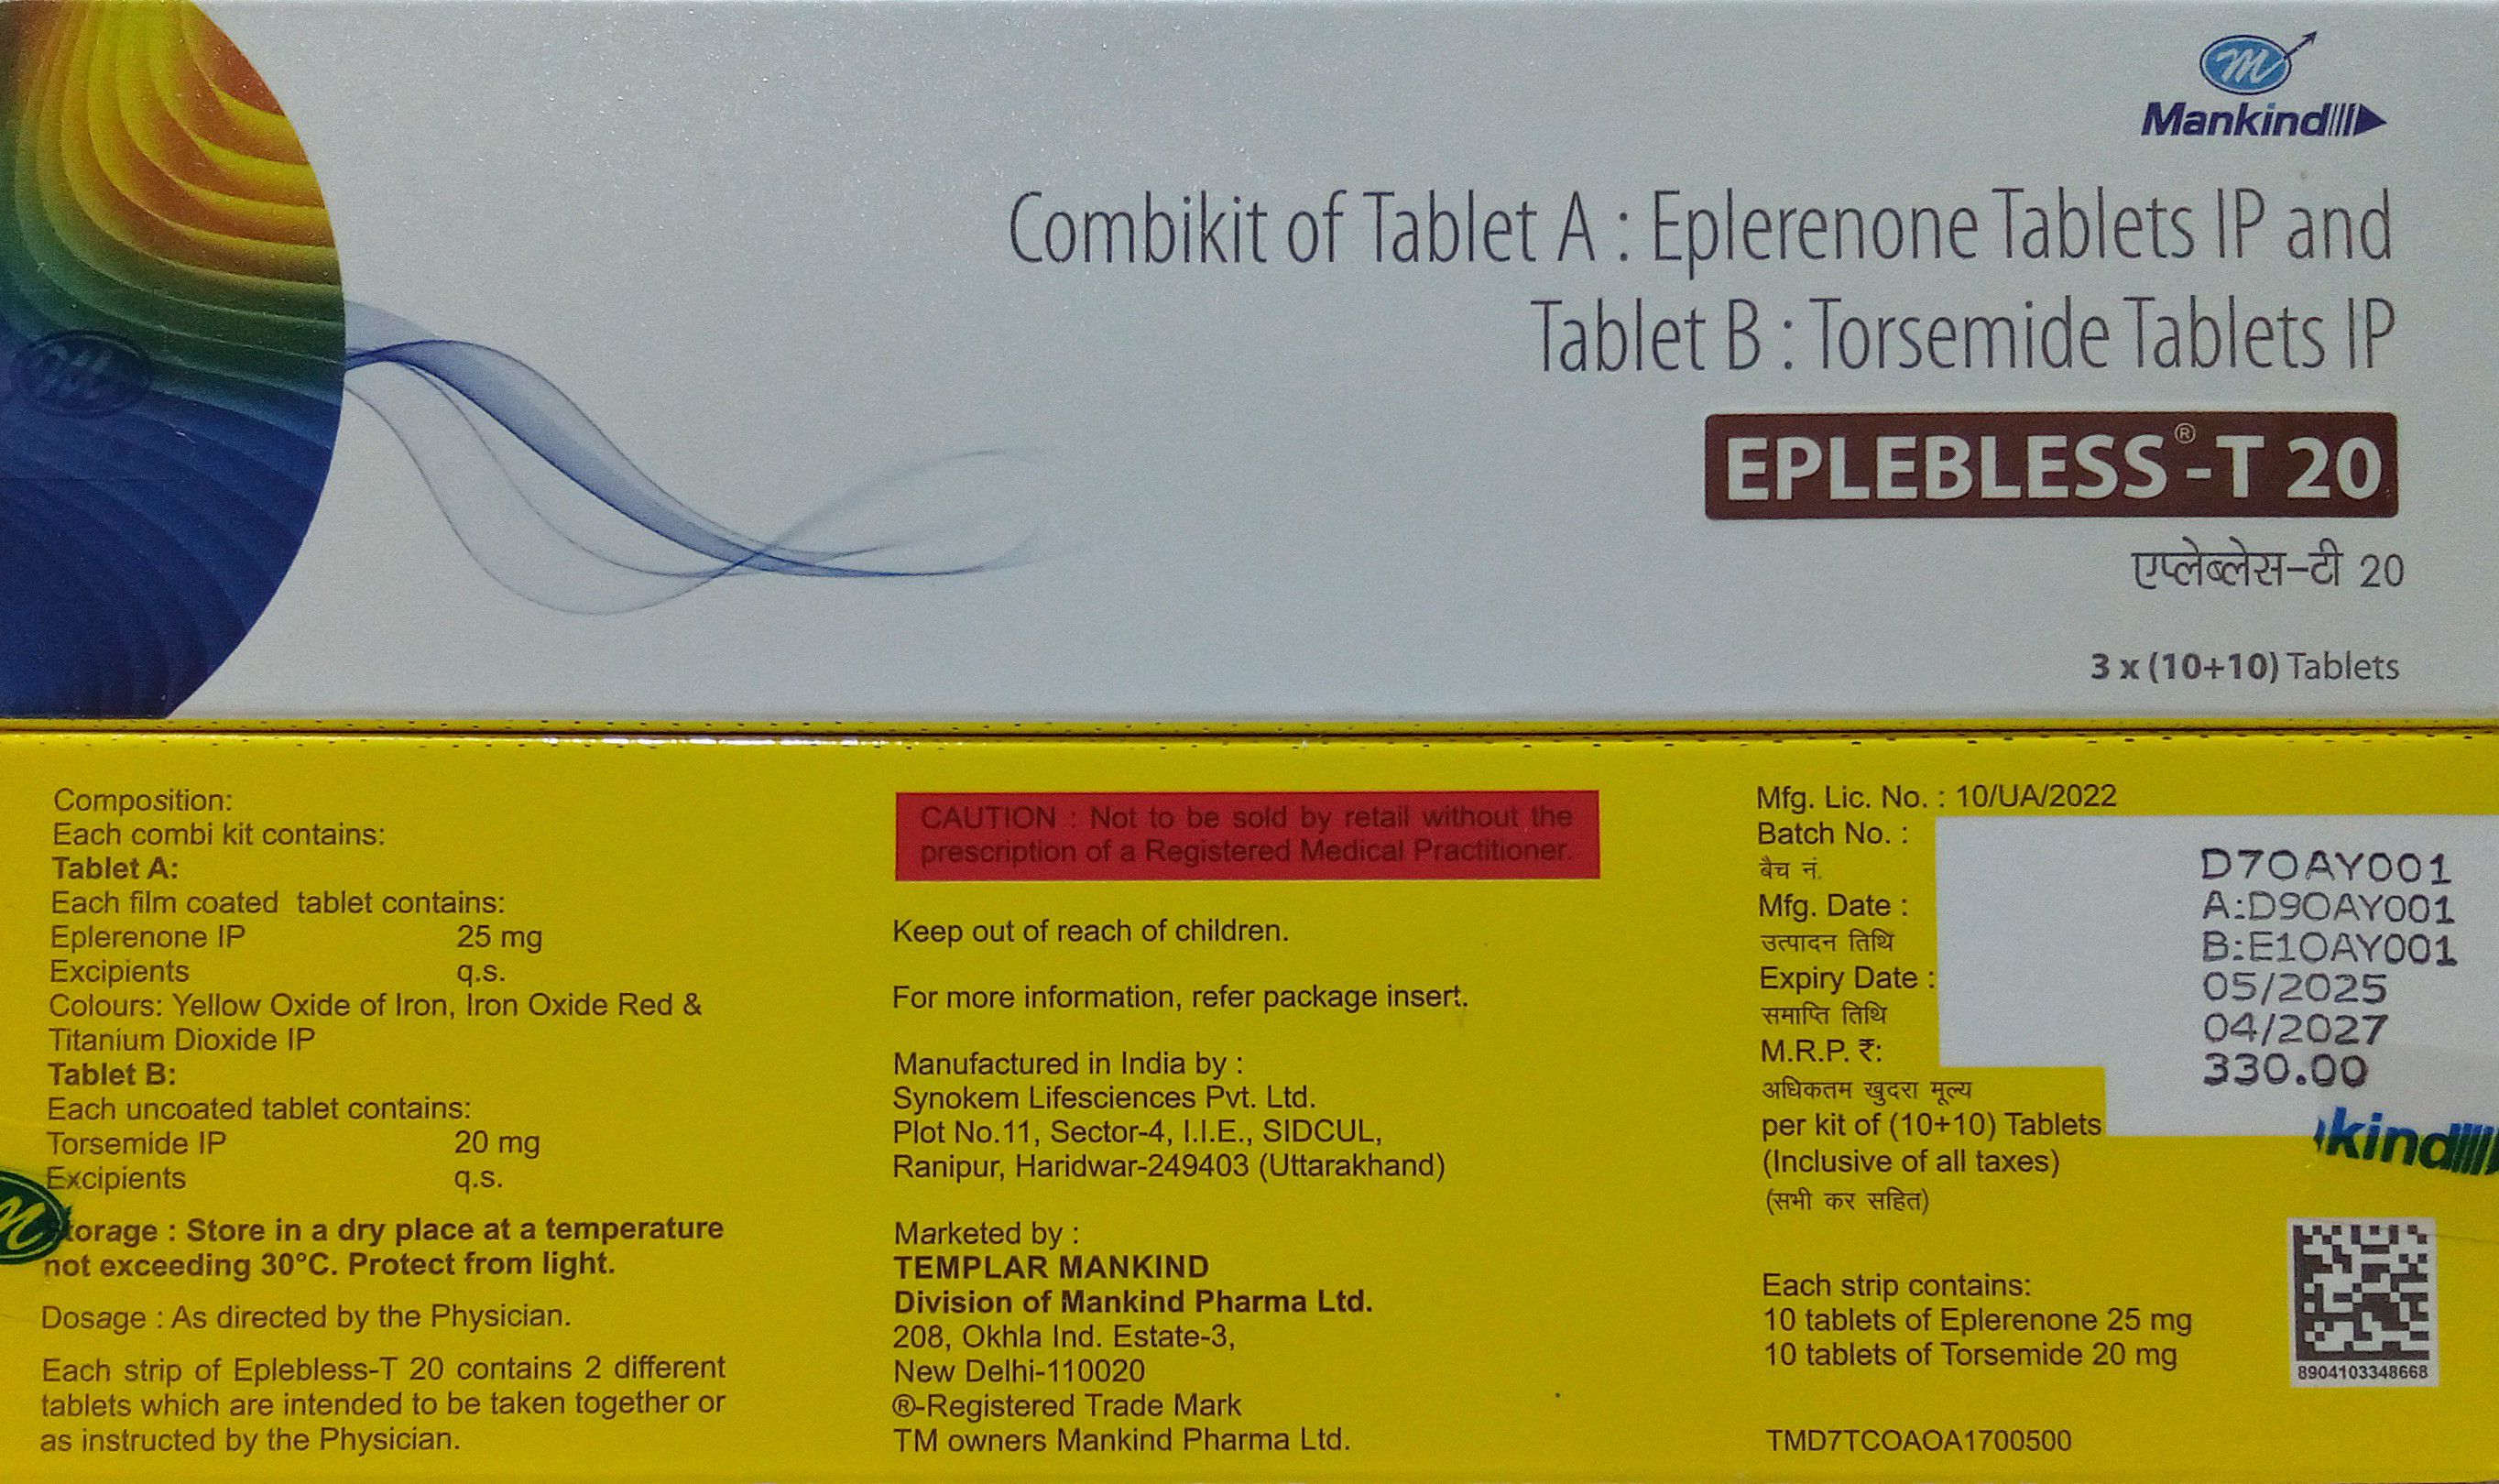 Mankind
Combikit of Tablet A : Eplerenone Tablets IP and
Tablet B : Torsemide Tablets IP
EPLEBLESS®-T 20
एप्लेब्लेस-टी 20
3 x (10+10) Tablets
Composition:
Each combi kit contains:
Tablet A:
Each film coated tablet contains:
Eplerenone IP 25 mg
Excipients q.s.
Colours: Yellow Oxide of Iron, Iron Oxide Red &
Titanium Dioxide IP
Tablet B:
Each uncoated tablet contains:
Torsemide IP 20 mg
Excipients q.s.
torage : Store in a dry place at a temperature
not exceeding 30°C. Protect from light.
Dosage : As directed by the Physician.
Each strip of Eplebless-T 20 contains 2 different
tablets which are intended to be taken together or
as instructed by the Physician.
CAUTION : Not to be sold by retail without the
prescription of a Registered Medical Practitioner.
Keep out of reach of children.
For more information, refer package insert.
Manufactured in India by :
Synokem Lifesciences Pvt. Ltd.
Plot No.11, Sector-4, I.I.E., SIDCUL,
Ranipur, Haridwar-249403 (Uttarakhand)
Marketed by :
TEMPLAR MANKIND
Division of Mankind Pharma Ltd.
208, Okhla Ind. Estate-3,
New Delhi-110020
®-Registered Trade Mark
TM owners Mankind Pharma Ltd.
Mfg. Lic. No. : 10/UA/2022
Batch No. :
बैच नं.
Mfg. Date :
उत्पादन तिथि
Expiry Date :
समाप्ति तिथि
M.R.P. ₹:
अधिकतम खुदरा मूल्य
per kit of (10+10) Tablets
(Inclusive of all taxes)
(सभी कर सहित)
D7OAY001
A:D9OAY001
B:E1OAY001
05/2025
04/2027
330.00
kind
Each strip contains:
10 tablets of Eplerenone 25 mg
10 tablets of Torsemide 20 mg
8904103348668
TMD7TCOAOA1700500